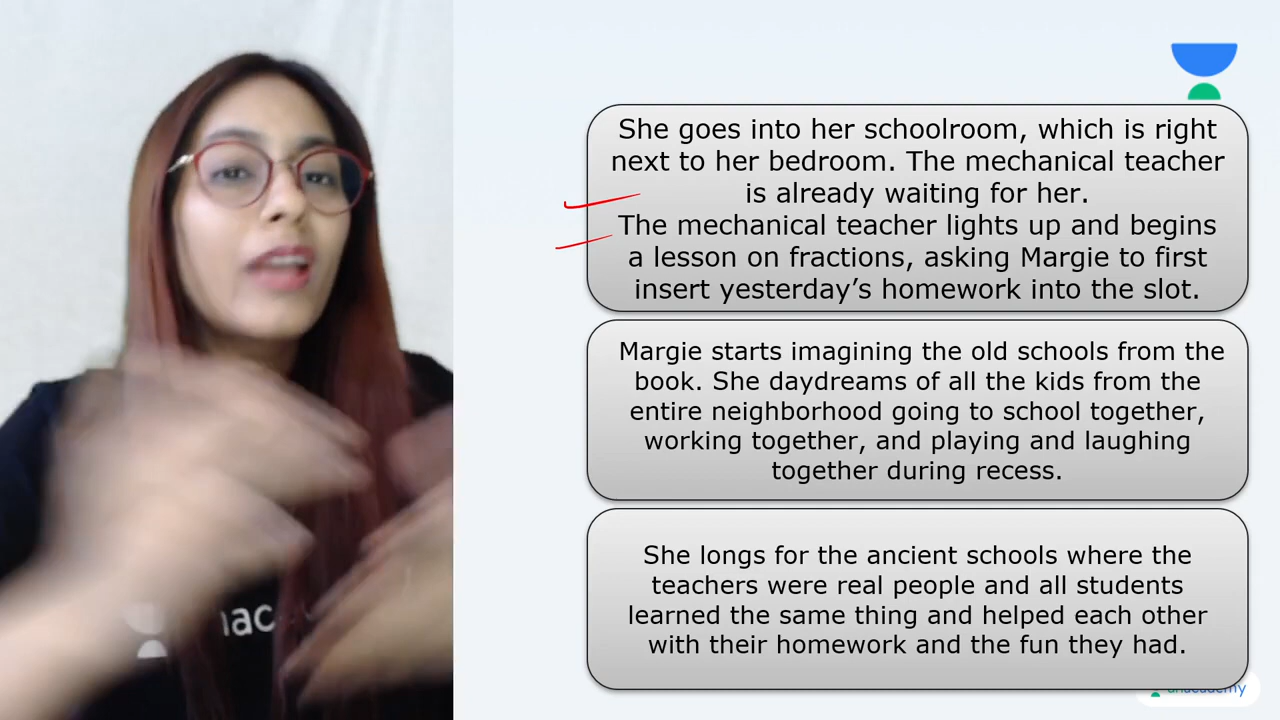 She goes into her schoolroom, which is right
next to her bedroom. The mechanical teacher
is already waiting for her.
The mechanical teacher lights up and begins
a lesson on fractions, asking Margie to first
insert yesterday’s homework into the slot.
Margie starts imagining the old schools from the
book. She daydreams of all the kids from the
entire neighborhood going to school together,
working together, and playing and laughing
together during recess.
She longs for the ancient schools where the
teachers were real people and all students
learned the same thing and helped each other
with their homework and the fun they had.